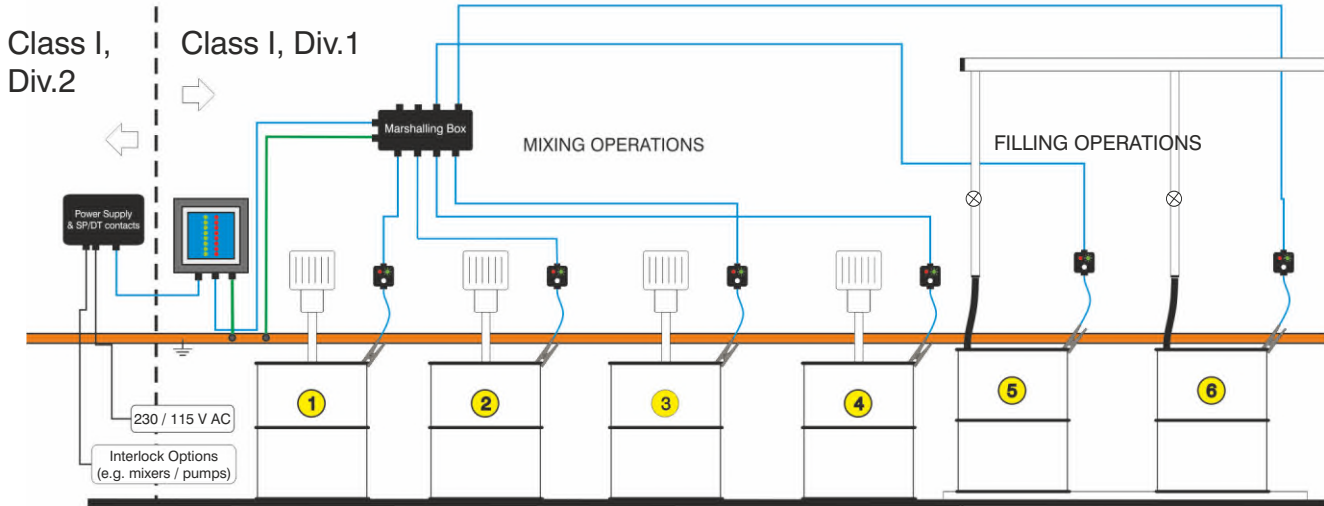 Class I,
Div.2
Class I, Div.1
Marshalling Box
MIXING OPERATIONS
FILLING OPERATIONS
Power Supply
& SP/DT contacts
1
2
3
4
5
6
230 / 115 V AC
Interlock Options
(e.g. mixers / pumps)